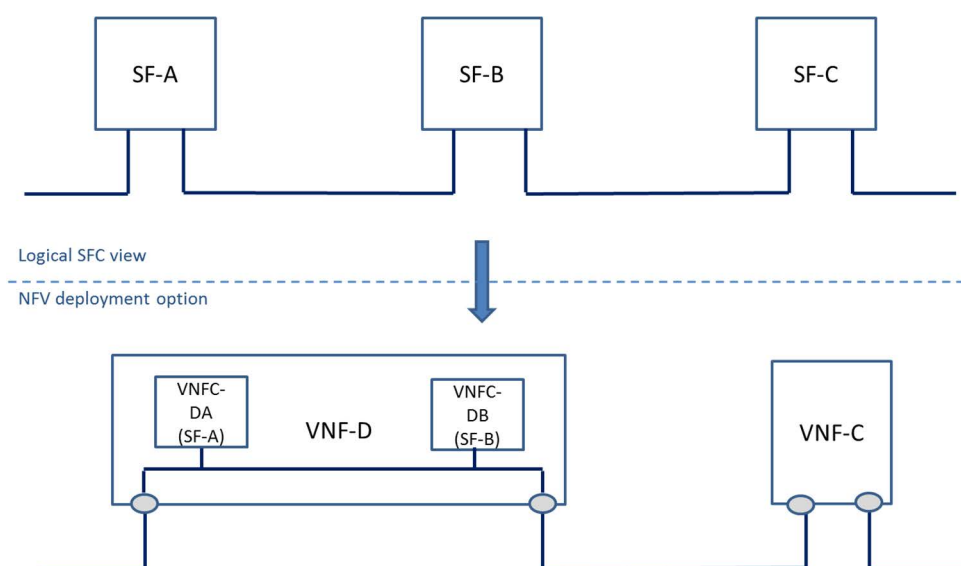 SF-A
SF-B
SF-C
Logical SFC view
NFV deployment option
VNFC-
DA
(SF-A)
VNF-D
VNFC-
DB
(SF-B)
VNF-C